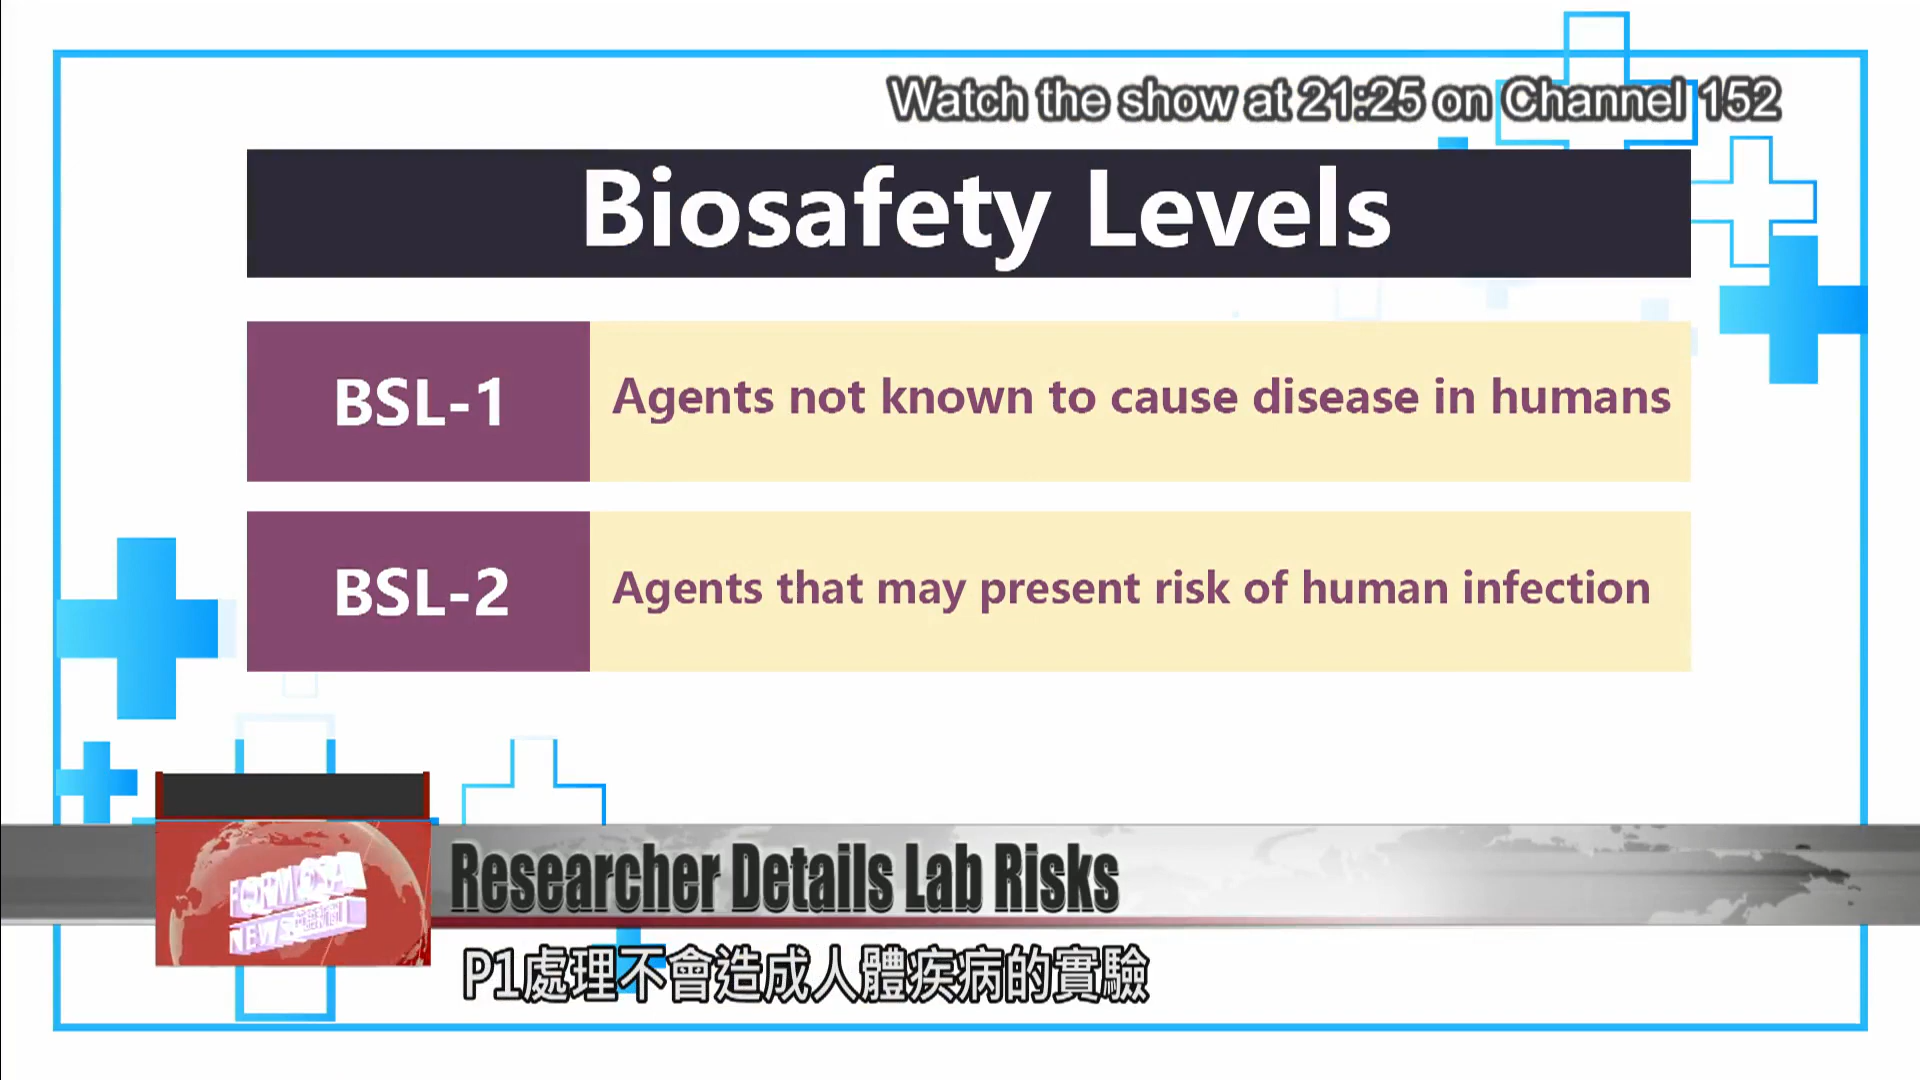 Watch the show at 21:25 on Channel 152
Biosafety Levels
BSL-1
Agents not known to cause disease in humans
BSL-2
Agents that may present risk of human infection
Researcher Details Lab Risks
FORMOSA
NEWS
P1處理不會造成人體疾病的實驗